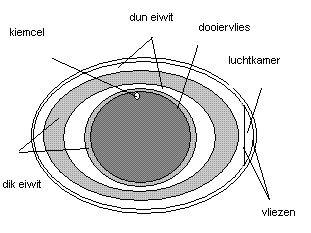 dun eiwit
kiemcel
dooiervlies
luchtkamer
dik eiwit
vliezen